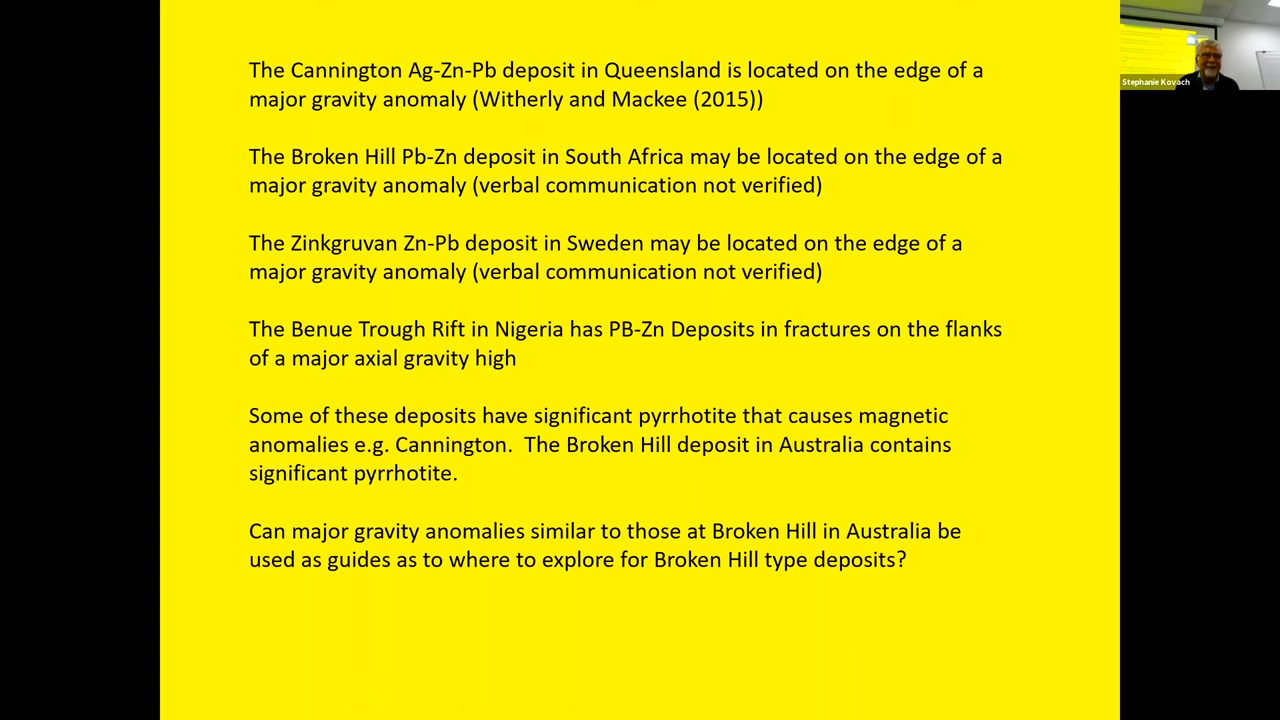 The Cannington Ag-Zn-Pb deposit in Queensland is located on the edge of a
major gravity anomaly (Witherly and Mackee (2015))
The Broken Hill Pb-Zn deposit in South Africa may be located on the edge of a
major gravity anomaly (verbal communication not verified)
The Zinkgruvan Zn-Pb deposit in Sweden may be located on the edge of a
major gravity anomaly (verbal communication not verified)
The Benue Trough Rift in Nigeria has PB-Zn Deposits in fractures on the flanks
of a major axial gravity high
Some of these deposits have significant pyrrhotite that causes magnetic
anomalies e.g. Cannington.  The Broken Hill deposit in Australia contains
significant pyrrhotite.
Can major gravity anomalies similar to those at Broken Hill in Australia be
used as guides as to where to explore for Broken Hill type deposits?
Stephanie Kovach